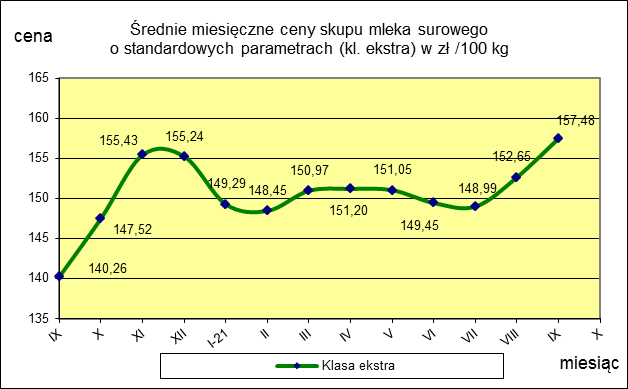 Średnie miesięczne ceny skupu mleka surowego
o standardowych parametrach (kl. ekstra) w zł /100 kg
cena
165
160
155
150
145
140
135
140,26
147,52
155,43
155,24
149,29
148,45
150,97
151,20
151,05
149,45
148,99
152,65
157,48
IX
X
XI
XII
I-21
II
III
IV
V
VI
VII
VIII
IX
X
miesiąc
Klasa ekstra